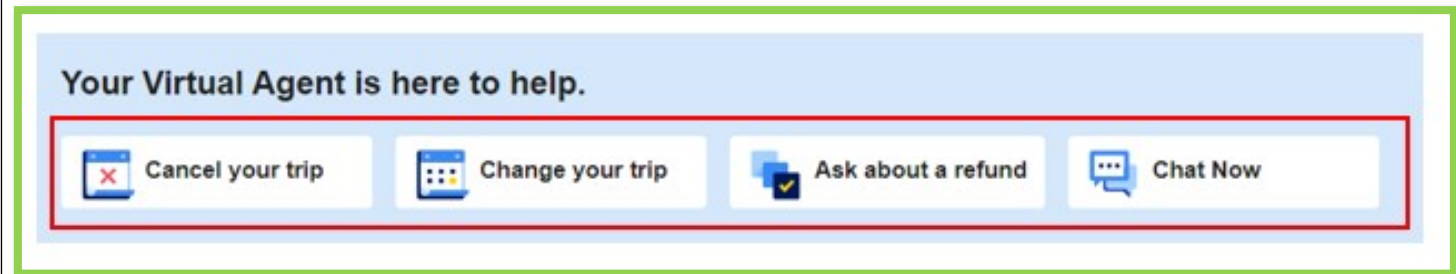 Your Virtual Agent is here to help.
Cancel your trip
Change your trip
Ask about a refund
Chat Now